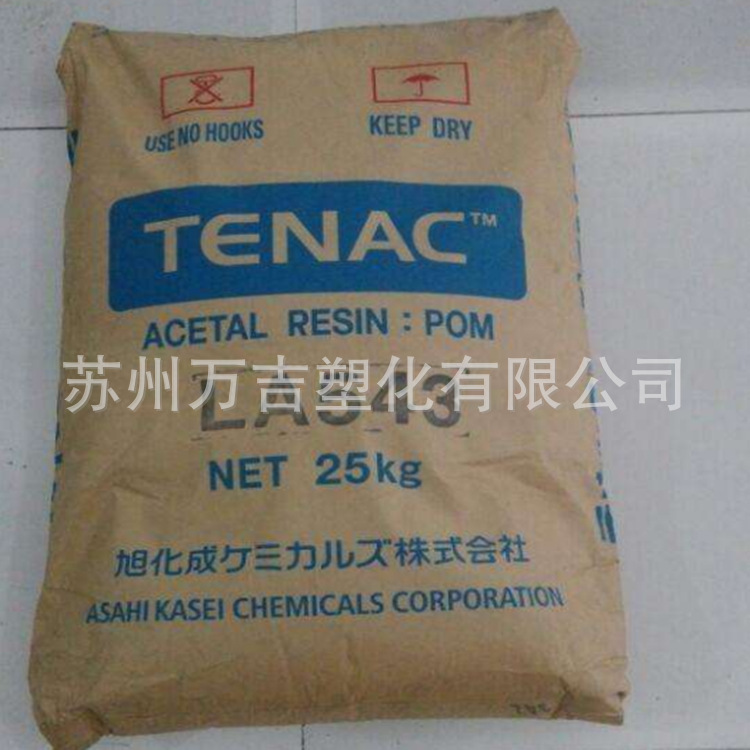 USE NO HOOKS
KEEP DRY
TENAC™
ACETAL RESIN : POM
苏州万吉塑化有限公司
LA543
NET 25kg
旭化成ケミカルズ株式会社
ASAHI KASEI CHEMICALS CORPORATION